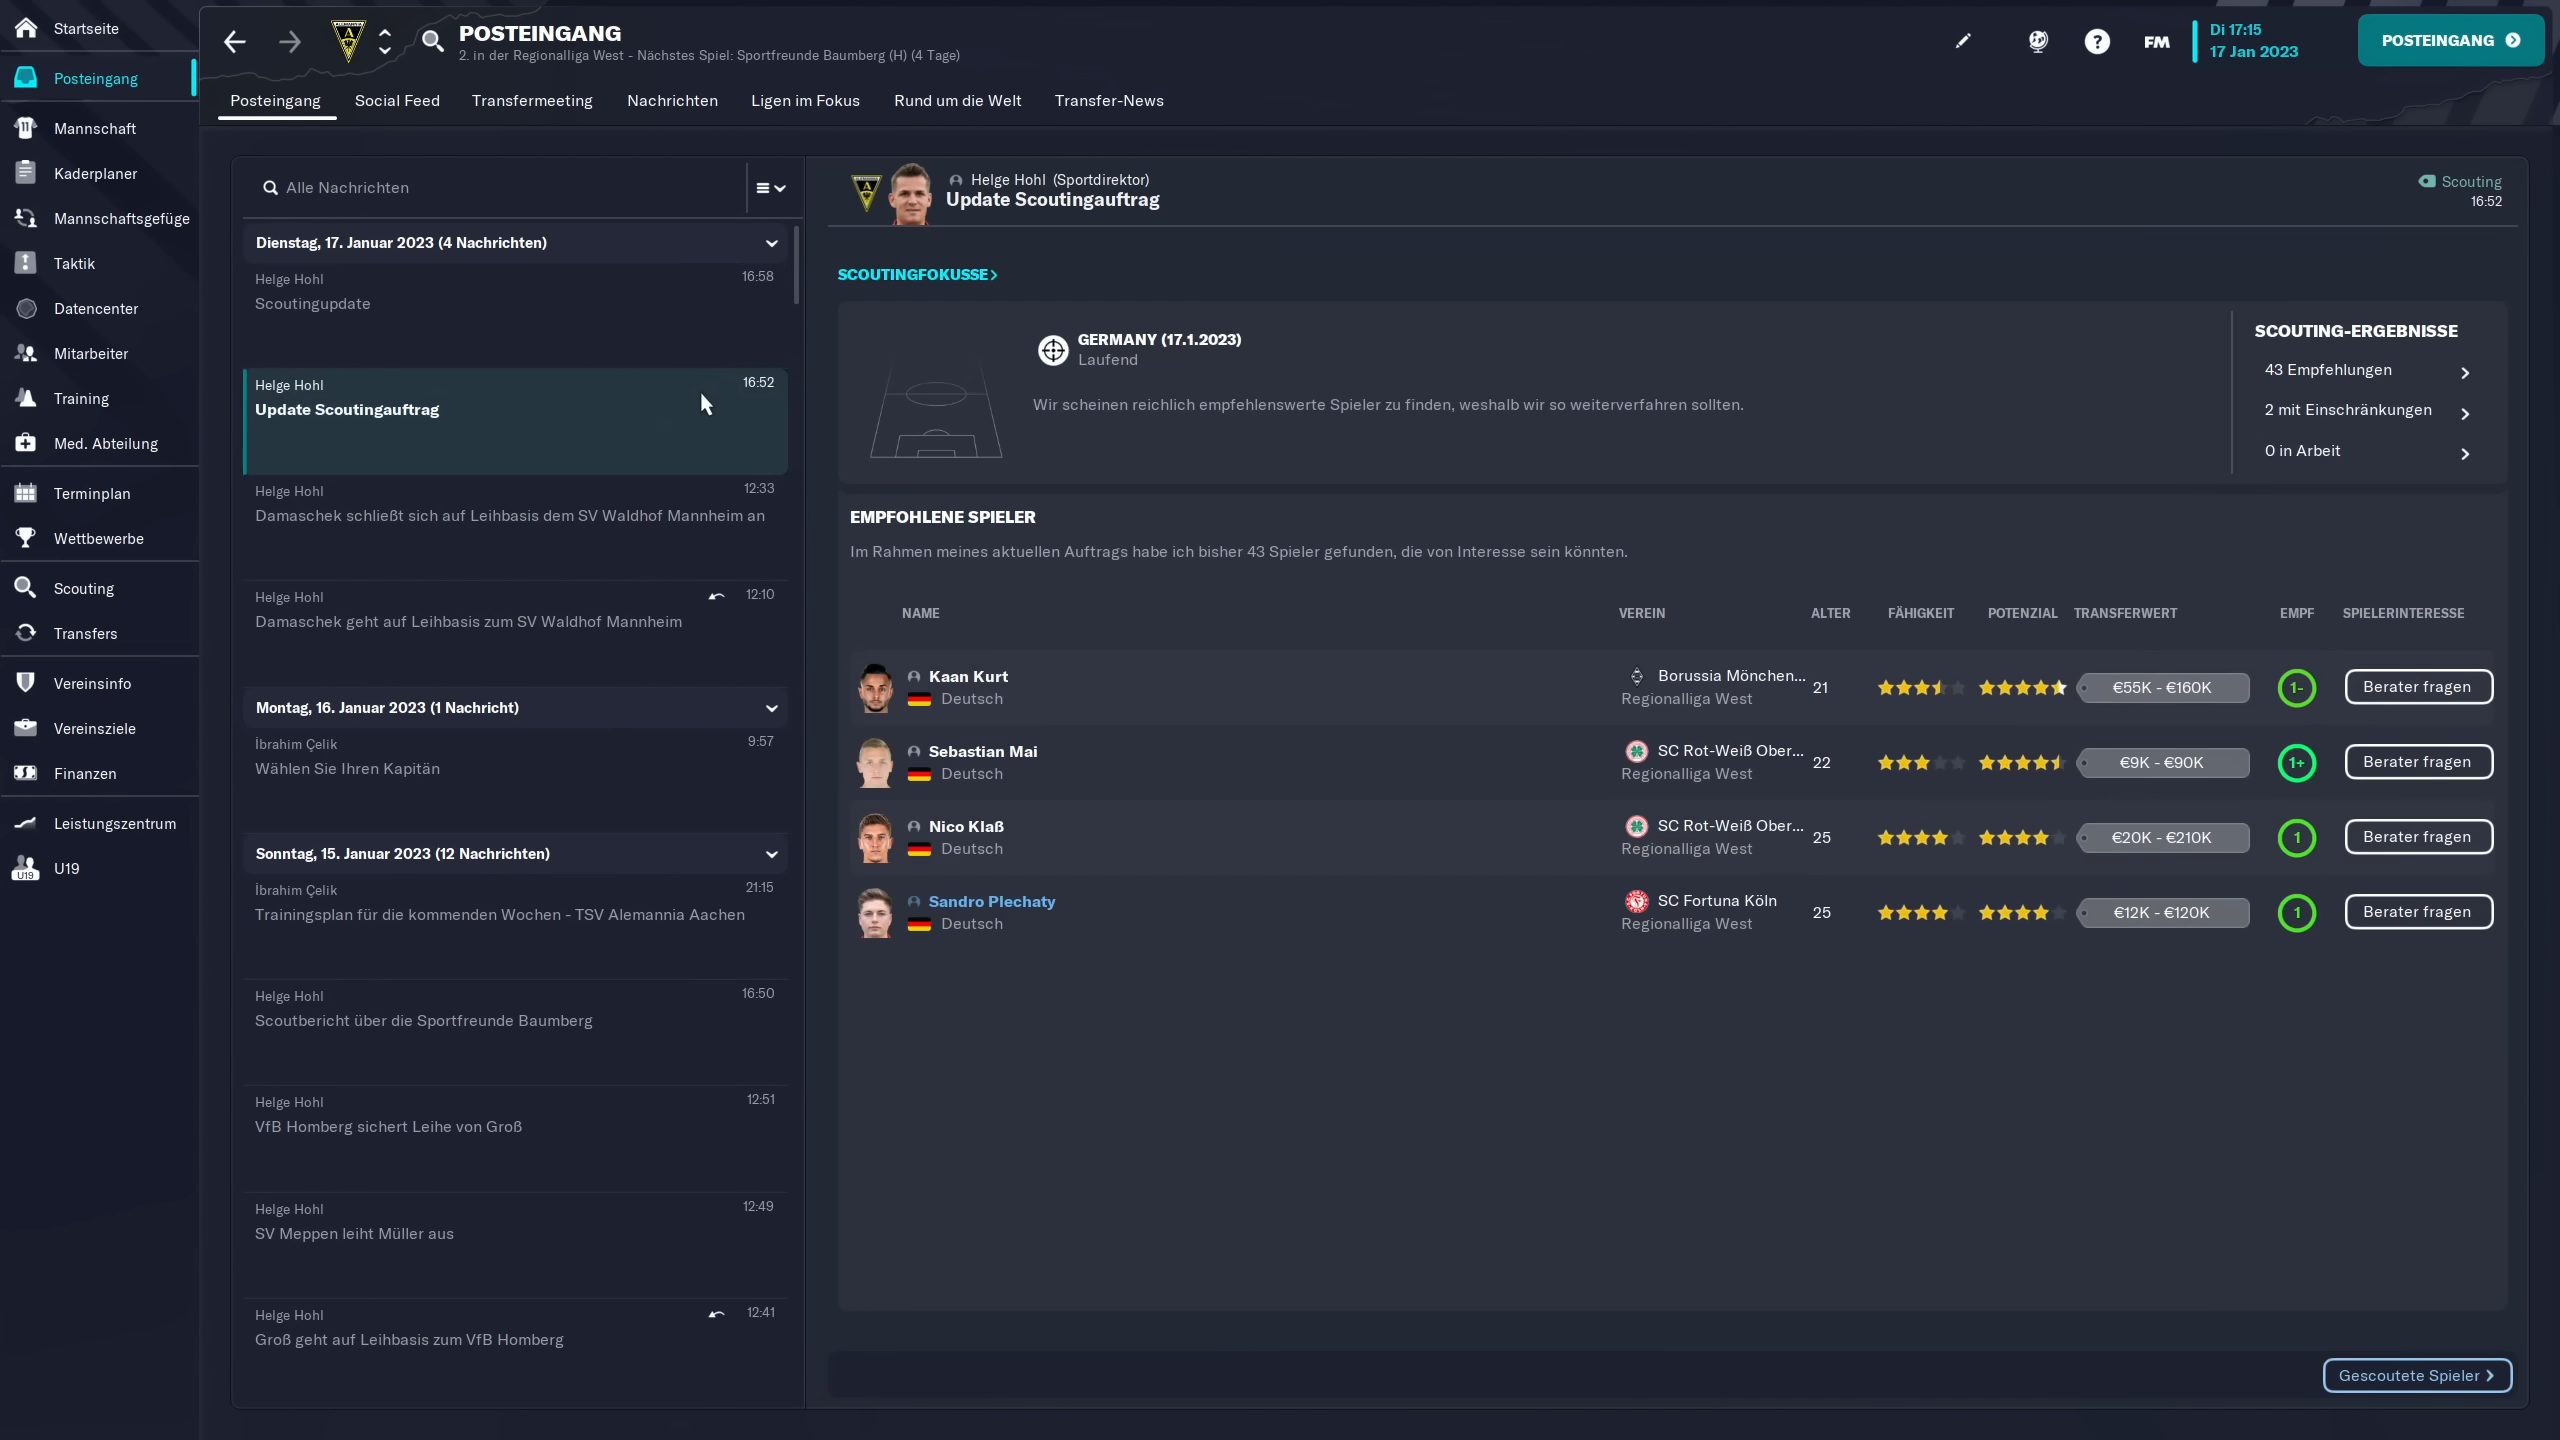 Startseite
Posteingang
Mannschaft
Kaderplaner
Mannschaftsgefüge
Taktik
Datencenter
Mitarbeiter
Training
Med. Abteilung
Terminplan
Wettbewerbe
Scouting
Transfers
Vereinsinfo
Vereinsziele
Finanzen
Leistungszentrum
U19
U19
POSTEINGANG
2. in der Regionalliga West - Nächstes Spiel: Sportfreunde Baumberg (H) (4 Tage)
FM
Di 17:15
17 Jan 2023
POSTEINGANG
Posteingang Social Feed Transfermeeting Nachrichten Ligen im Fokus Rund um die Welt Transfer-News
Alle Nachrichten
Dienstag, 17. Januar 2023 (4 Nachrichten)
Helge Hohl 16:58
Scoutingupdate
Helge Hohl 16:52
Update Scoutingauftrag
Helge Hohl 12:33
Damaschek schließt sich auf Leihbasis dem SV Waldhof Mannheim an
Helge Hohl 12:10
Damaschek geht auf Leihbasis zum SV Waldhof Mannheim
Montag, 16. Januar 2023 (1 Nachricht)
İbrahim Çelik 9:57
Wählen Sie Ihren Kapitän
Sonntag, 15. Januar 2023 (12 Nachrichten)
İbrahim Çelik 21:15
Trainingsplan für die kommenden Wochen - TSV Alemannia Aachen
Helge Hohl 16:50
Scoutbericht über die Sportfreunde Baumberg
Helge Hohl 12:51
VfB Homberg sichert Leihe von Groß
Helge Hohl 12:49
SV Meppen leiht Müller aus
Helge Hohl 12:41
Groß geht auf Leihbasis zum VfB Homberg
Helge Hohl (Sportdirektor)
Update Scoutingauftrag
Scouting
16:52
SCOUTINGFOKUSSE
GERMANY (17.1.2023)
Laufend
Wir scheinen reichlich empfehlenswerte Spieler zu finden, weshalb wir so weiterverfahren sollten.
SCOUTING-ERGEBNISSE
43 Empfehlungen
2 mit Einschränkungen
0 in Arbeit
EMPFOHLENE SPIELER
Im Rahmen meines aktuellen Auftrags habe ich bisher 43 Spieler gefunden, die von Interesse sein könnten.
NAME VEREIN ALTER FÄHIGKEIT POTENZIAL TRANSFERWERT EMPF SPIELERINTERESSE
Kaan Kurt Borussia Mönchen... 21 €55K - €160K 1- Berater fragen
Deutsch Regionalliga West
Sebastian Mai SC Rot-Weiß Ober... 22 €9K - €90K 1+ Berater fragen
Deutsch Regionalliga West
Nico Klaß SC Rot-Weiß Ober... 25 €20K - €210K 1 Berater fragen
Deutsch Regionalliga West
Sandro Plechaty SC Fortuna Köln 25 €12K - €120K 1 Berater fragen
Deutsch Regionalliga West
Gescoutete Spieler